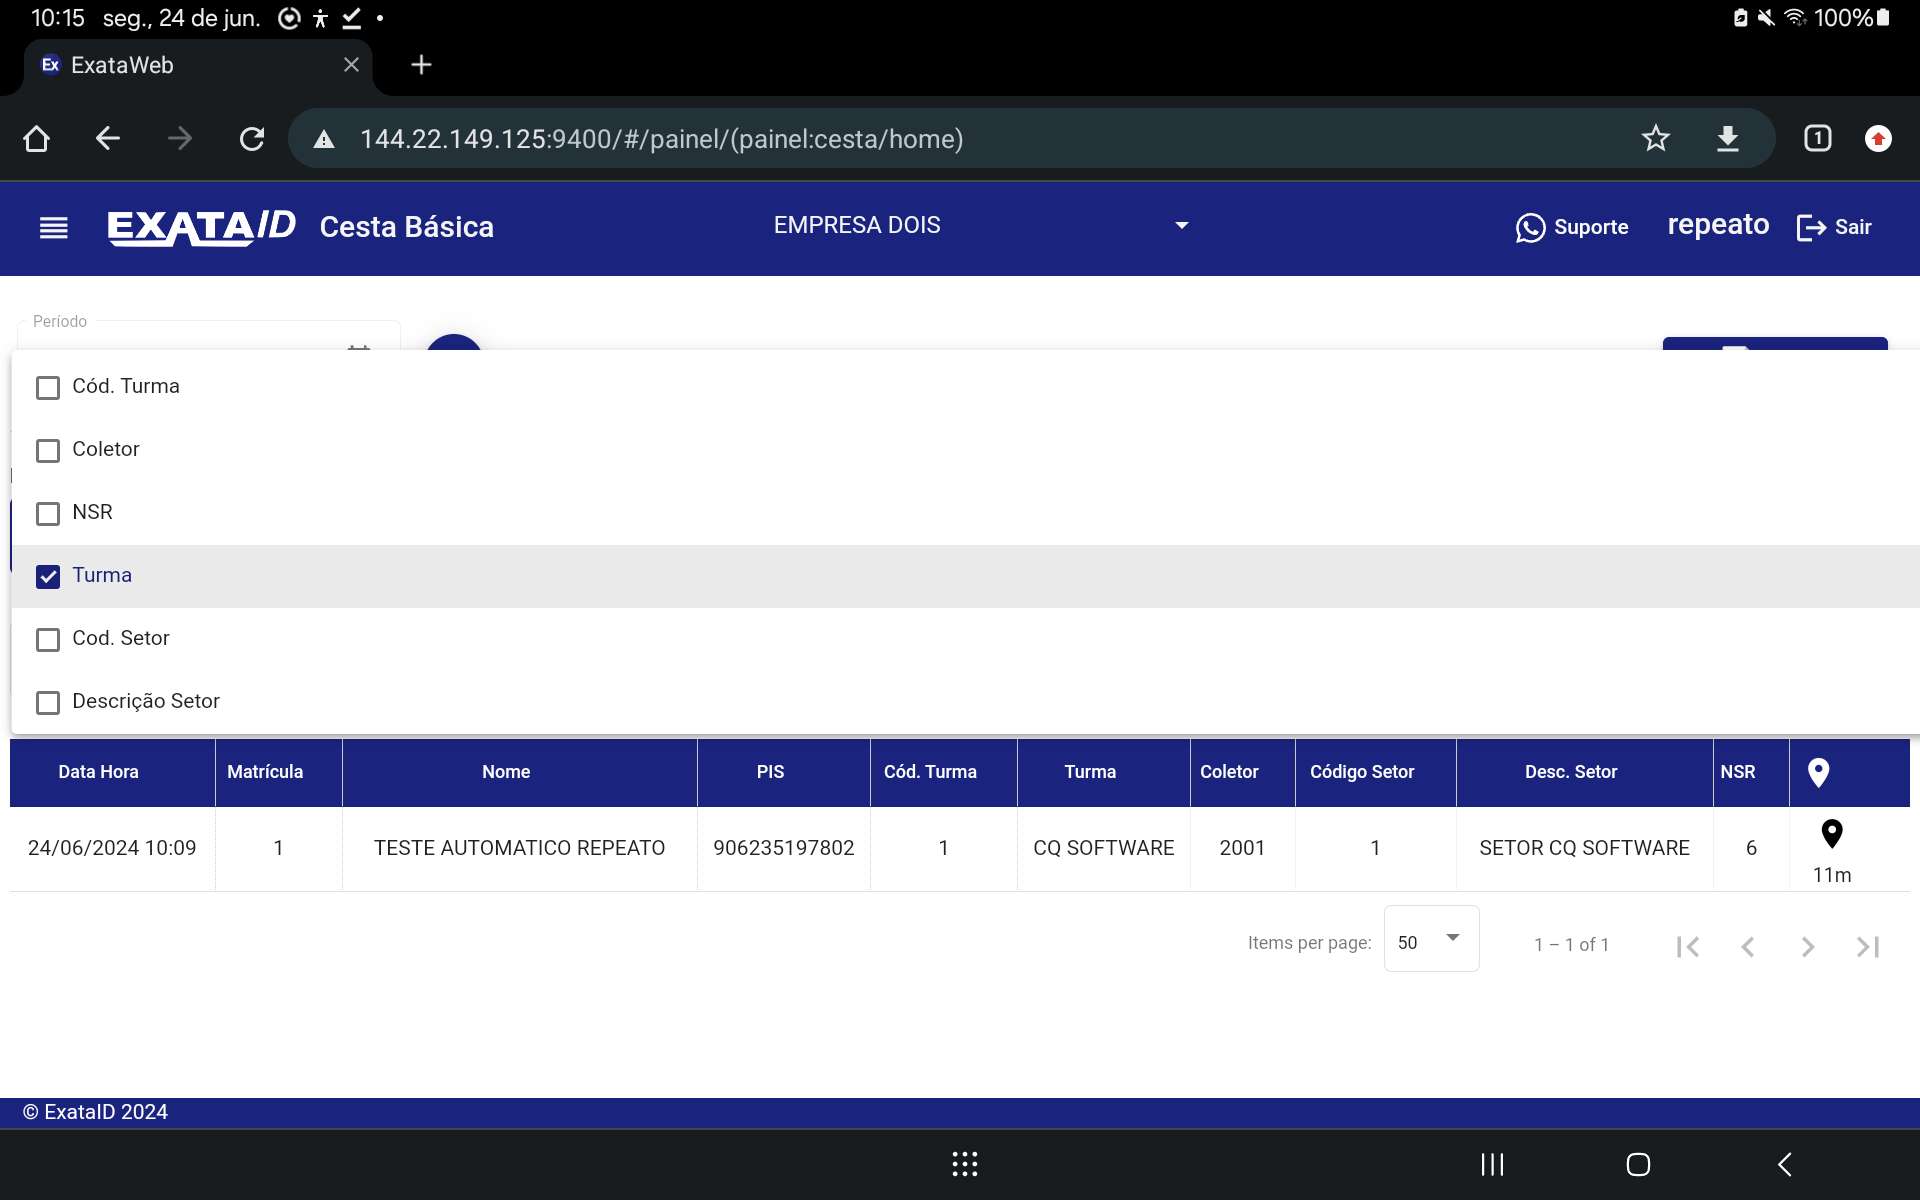 10:15 seg., 24 de jun. 100%
Ex ExataWeb
144.22.149.125:9400/#/painel/(painel:cesta/home) 1
EXATAID Cesta Básica EMPRESA DOIS Suporte repeato Sair
Período
Cód. Turma
Coletor
NSR
Turma
Cod. Setor
Descrição Setor
Data Hora Matrícula Nome PIS Cód. Turma Turma Coletor Código Setor Desc. Setor NSR
24/06/2024 10:09 1 TESTE AUTOMATICO REPEATO 906235197802 1 CQ SOFTWARE 2001 1 SETOR CQ SOFTWARE 6 11m
Items per page: 50 1 – 1 of 1
© ExataID 2024